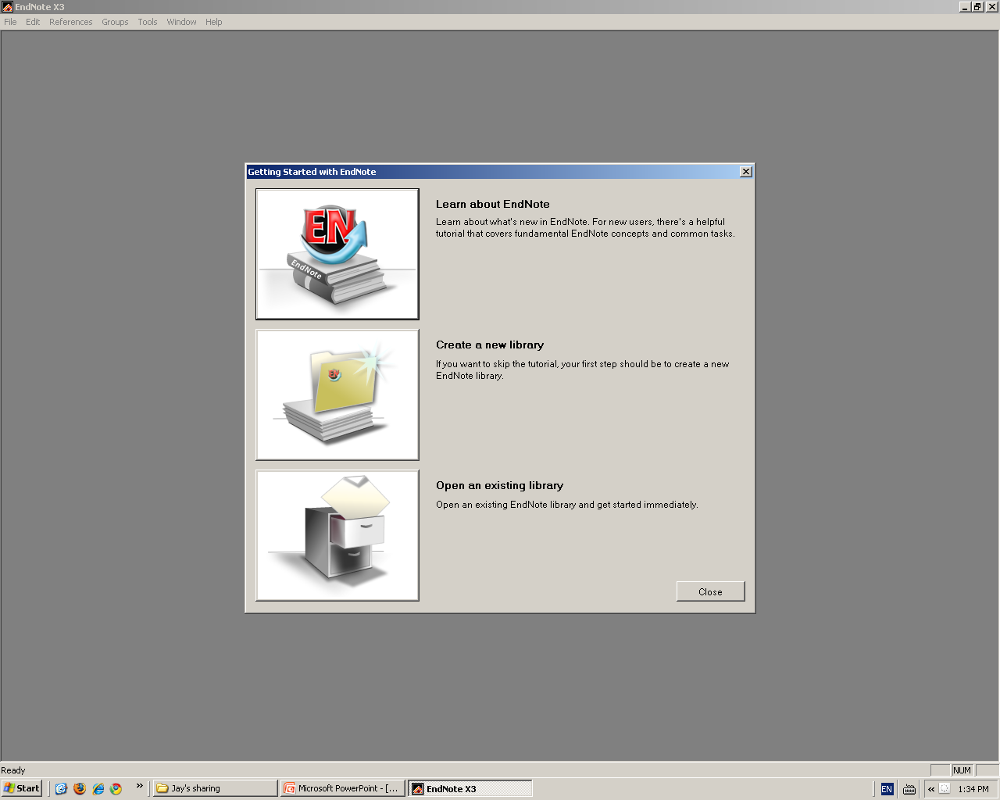 EndNote X3
File Edit References Groups Tools Window Help
Getting Started with EndNote
EN
EndNote
Learn about EndNote
Learn about what's new in EndNote. For new users, there's a helpful
tutorial that covers fundamental EndNote concepts and common tasks.
EN
Create a new library
If you want to skip the tutorial, your first step should be to create a new
EndNote library.
Open an existing library
Open an existing EndNote library and get started immediately.
Close
Ready
NUM
Start
Jay's sharing
Microsoft PowerPoint - [...
EndNote X3
EN
1:34 PM